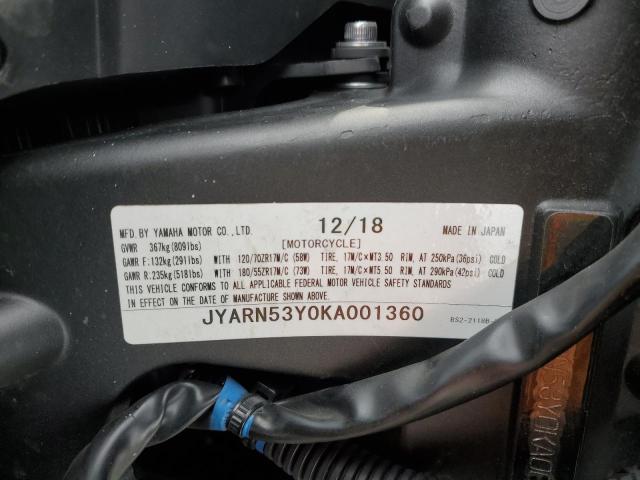 MFD. BY YAMAHA MOTOR CO., LTD. 12/18 MADE IN JAPAN
GVWR 367kg(809lbs) [MOTORCYCLE]
GAWR F:132kg(291lbs) WITH 120/70ZR17M/C (58W) TIRE, 17M/C×MT3.50 RIM, AT 250kPa(36psi) COLD
GAWR R:235kg(518lbs) WITH 180/55ZR17M/C (73W) TIRE, 17M/C×MT5.50 RIM, AT 290kPa(42psi) COLD
THIS VEHICLE CONFORMS TO ALL APPLICABLE FEDERAL MOTOR VEHICLE SAFETY STANDARDS
IN EFFECT ON THE DATE OF MANUFACTURE SHOWN ABOVE.
JYARN53Y0KA001360
BS2-2118B-